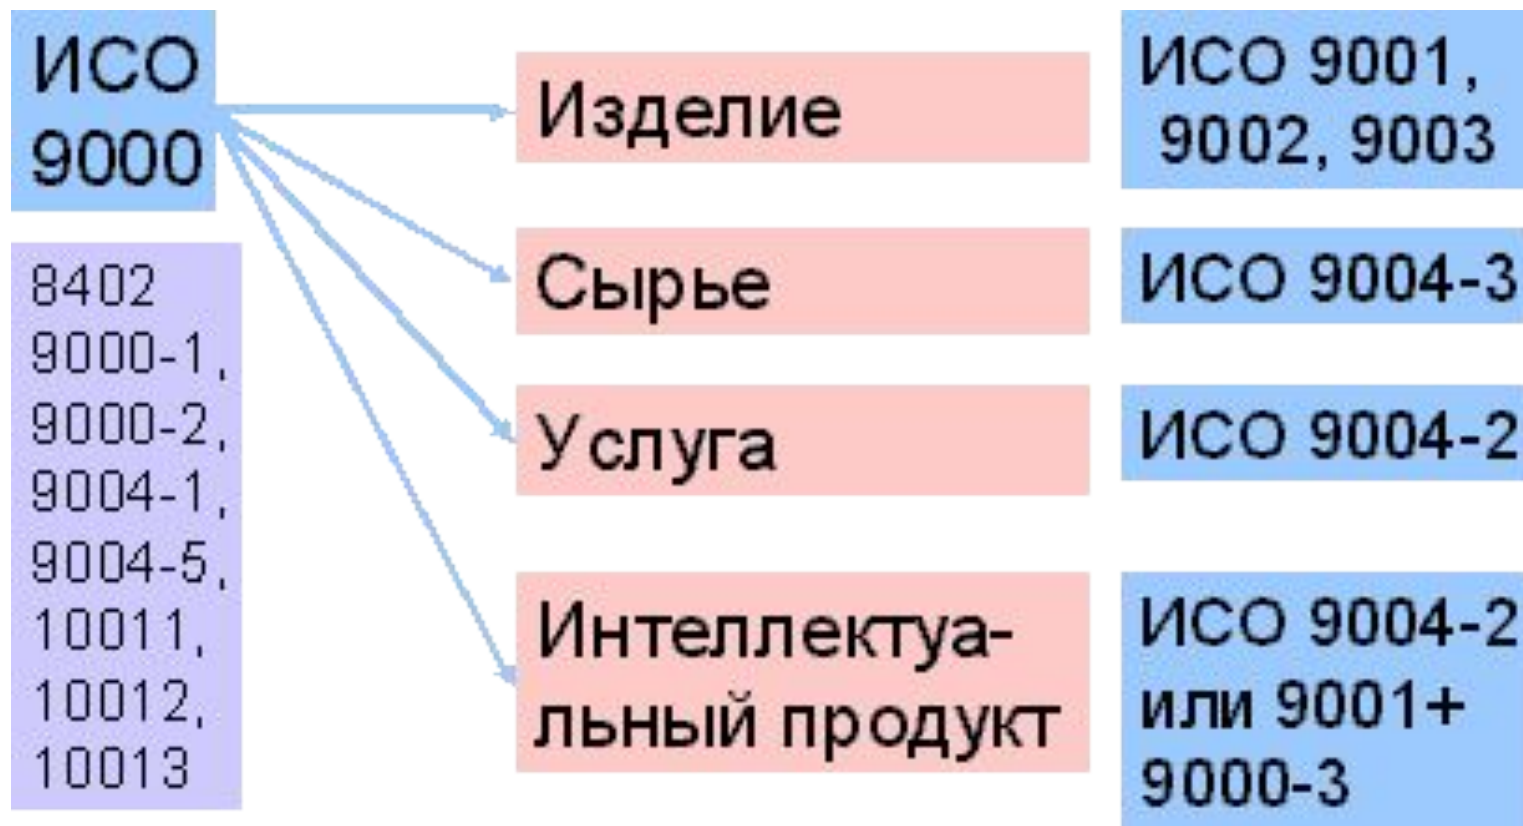 ИСО
9000
8402
9000-1,
9000-2,
9004-1,
9004-5,
10011,
10012,
10013
Изделие
ИСО 9001,
9002, 9003
Сырье
ИСО 9004-3
Услуга
ИСО 9004-2
Интеллектуа-
льный продукт
ИСО 9004-2
или 9001+
9000-3